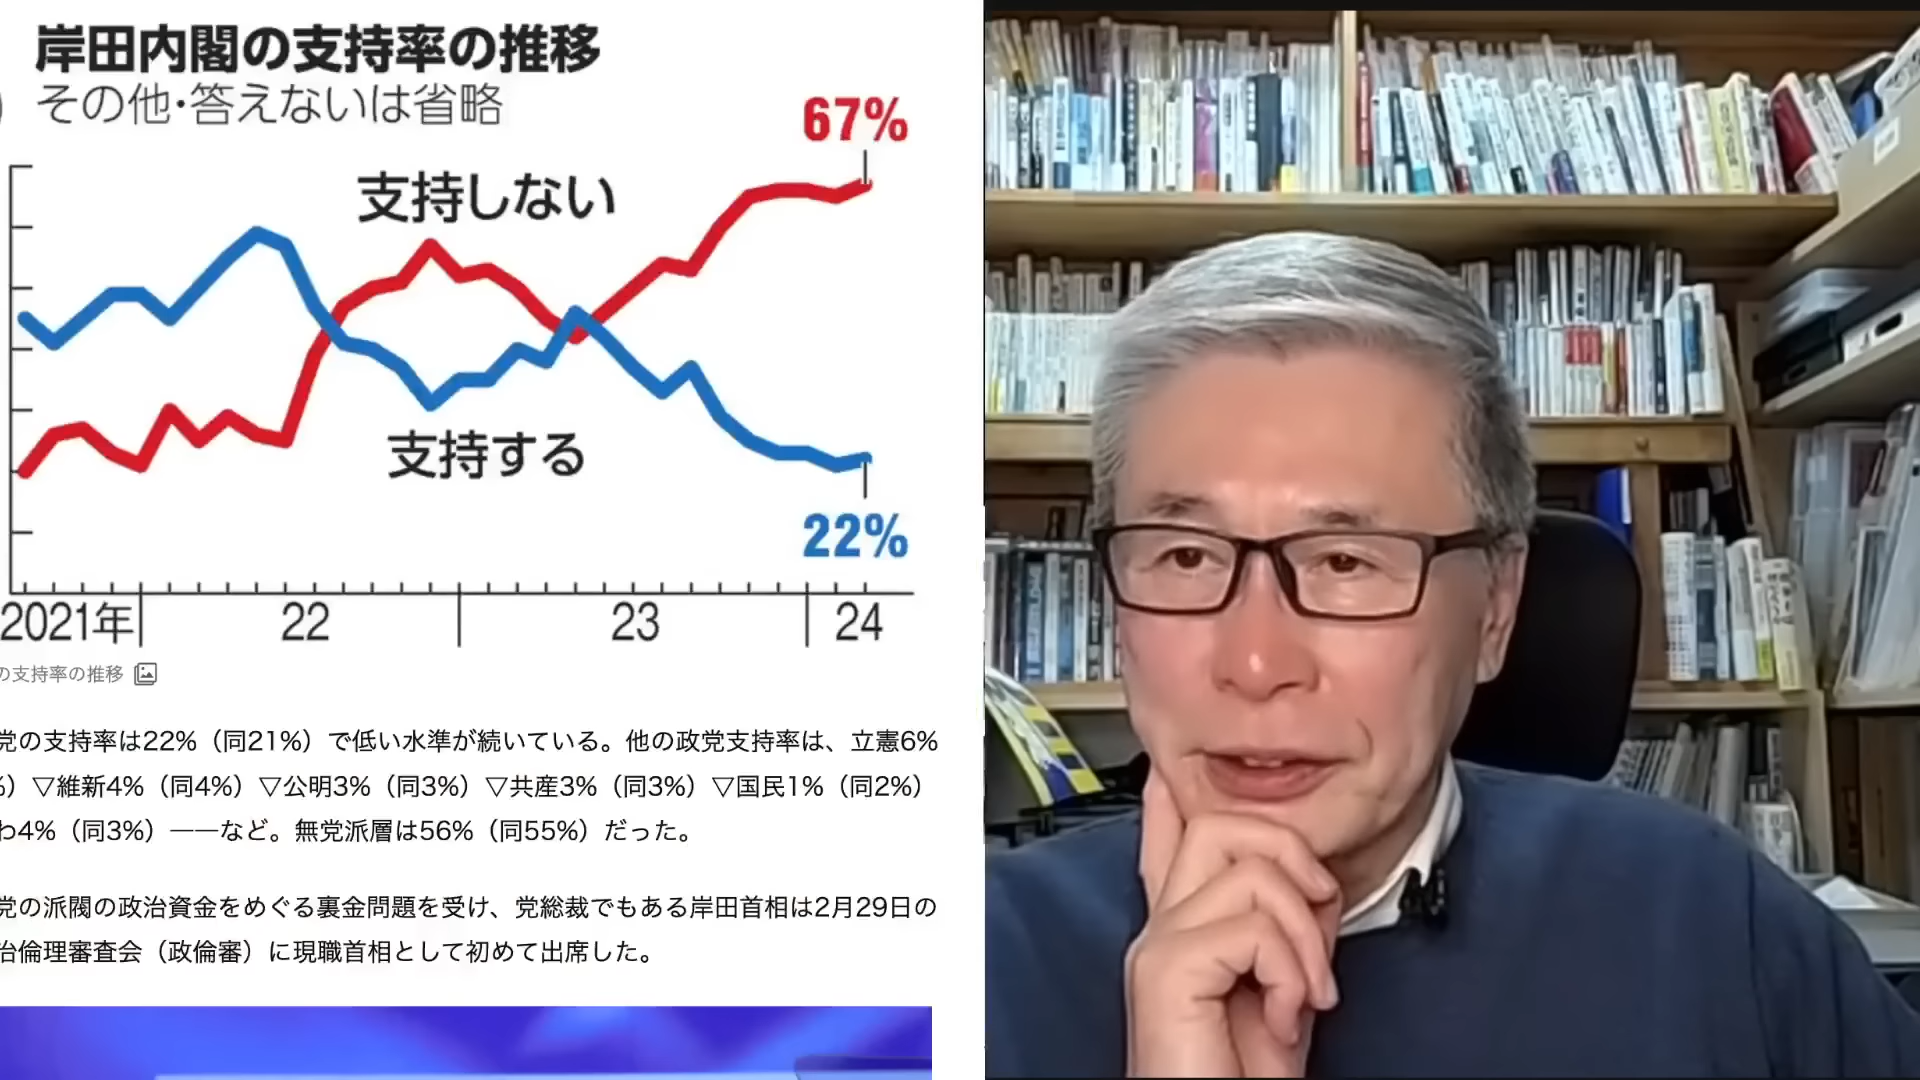 岸田内閣の支持率の推移
その他・答えないは省略
67%
支持しない
支持する
22%
2021年 22 23 24
の支持率の推移
党の支持率は22%（同21%）で低い水準が続いている。他の政党支持率は、立憲6%
%）▽維新4%（同4%）▽公明3%（同3%）▽共産3%（同3%）▽国民1%（同2%）
わ4%（同3%）——など。無党派層は56%（同55%）だった。
党の派閥の政治資金をめぐる裏金問題を受け、党総裁でもある岸田首相は2月29日の
治倫理審査会（政倫審）に現職首相として初めて出席した。